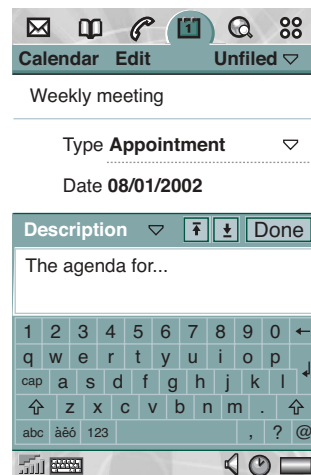 1
Calendar Edit Unfiled
Weekly meeting
Type Appointment
Date 08/01/2002
Description Done
The agenda for...
1 2 3 4 5 6 7 8 9 0
q w e r t y u i o p
cap a s d f g h j k l
z x c v b n m .
abc àèó 123 , ? @